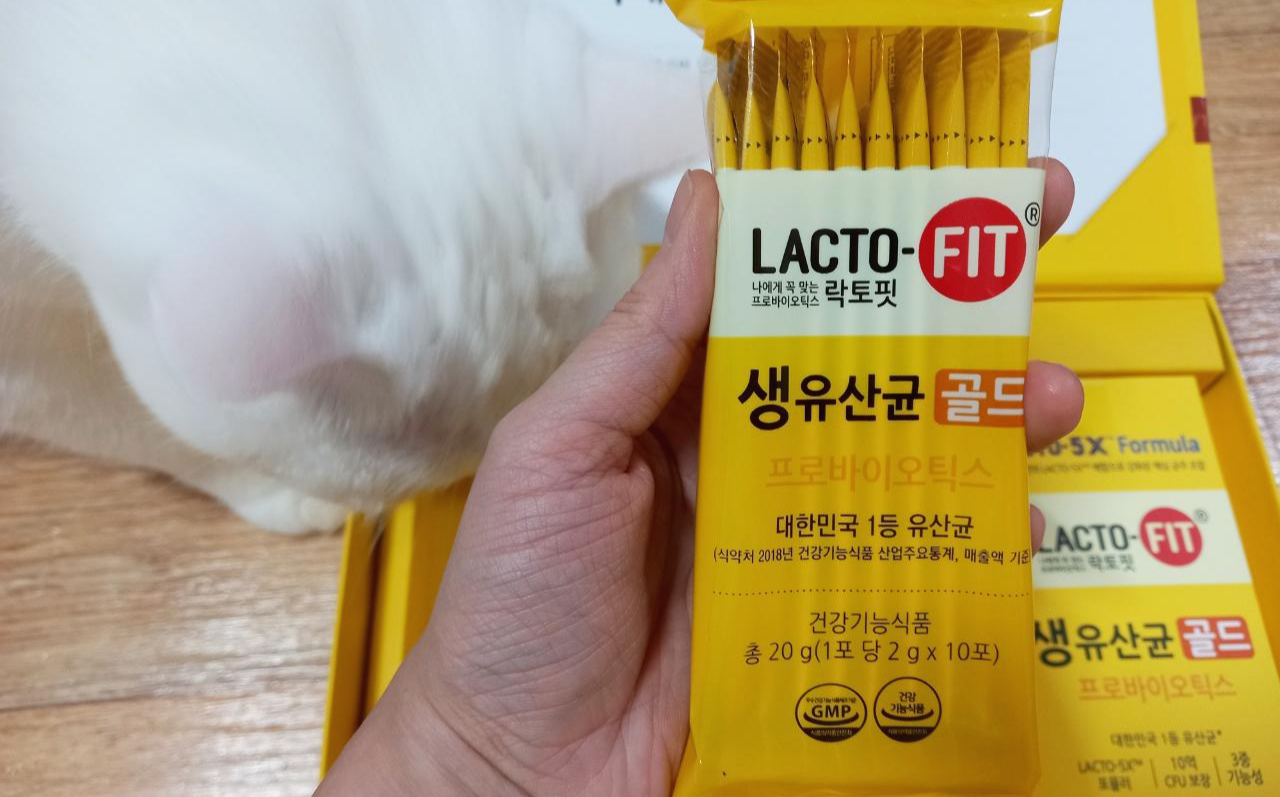 LACTO-FIT®
나에게 꼭 맞는
프로바이오틱스 락토핏
생유산균 골드
프로바이오틱스
대한민국 1등 유산균
(식약처 2018년 건강기능식품 산업주요통계, 매출액 기준)
건강기능식품
총 20 g(1포 당 2 g x 10포)
GMP
건강
기능식품
-5X™ Formula
LACTO-FIT®
락토핏
생유산균 골드
프로바이오틱스
대한민국 1등 유산균*
LACTO-5X™ 10억 3중
포뮬러 CFU 보장 기능성